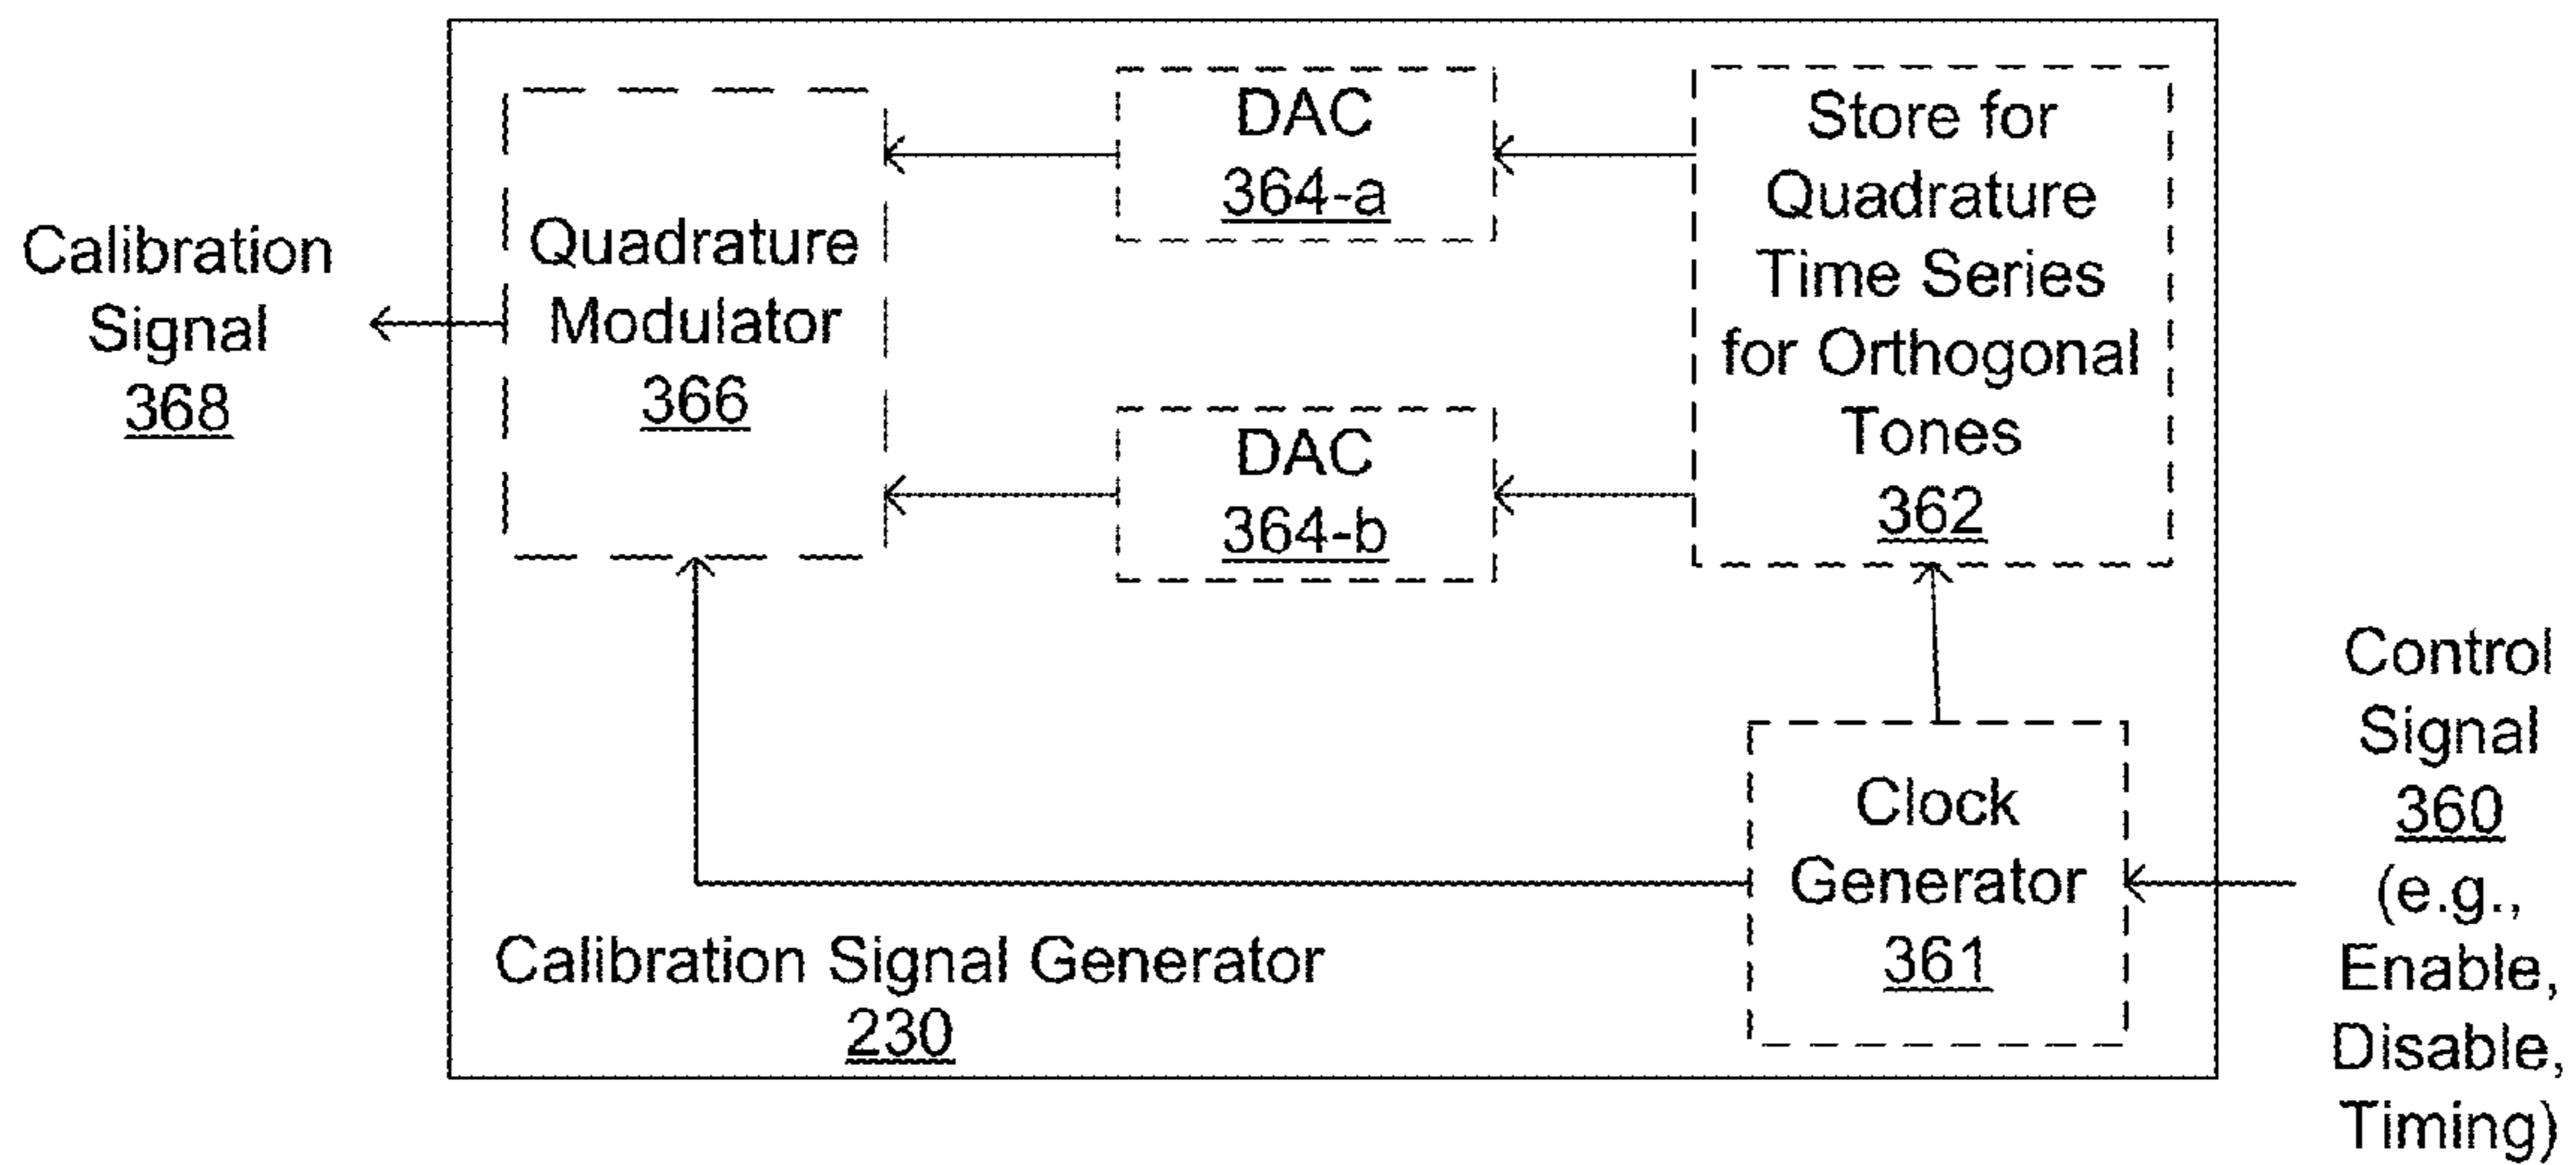 Calibration
Signal
368
Quadrature
Modulator
366
DAC
364-a
DAC
364-b
Store for
Quadrature
Time Series
for Orthogonal
Tones
362
Clock
Generator
361
Calibration Signal Generator
230
Control
Signal
360
(e.g.,
Enable,
Disable,
Timing)